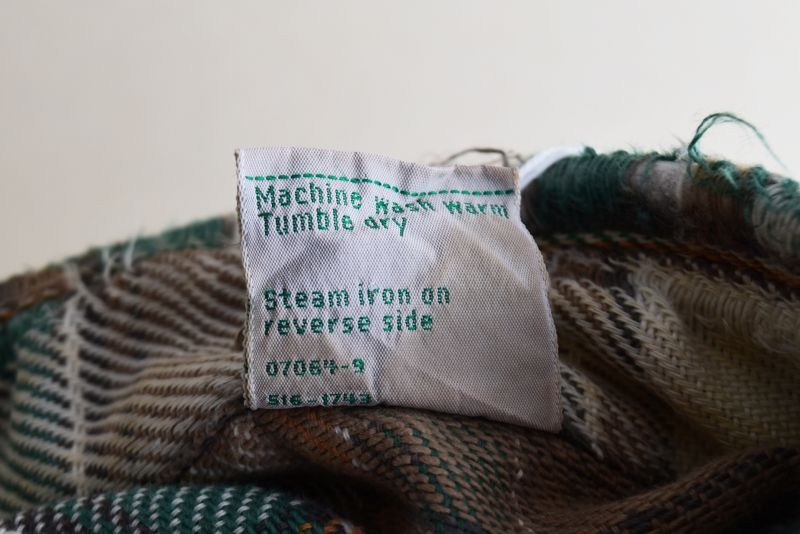 Machine Wash Warm
Tumble dry
Steam iron on
reverse side
07064-9
516-1743